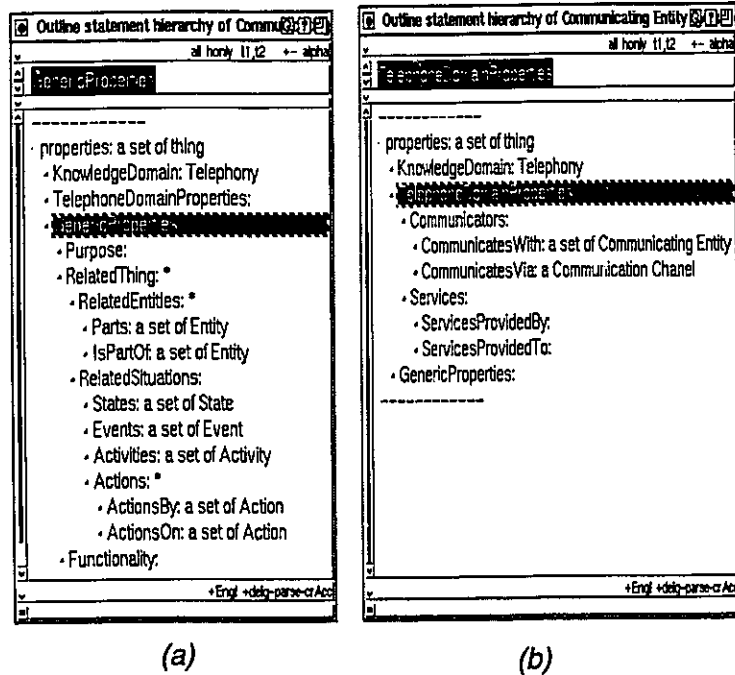 Outline statement hierarchy of Commu
all honly t1,t2 +- alpha
GenericProperties
properties: a set of thing
KnowledgeDomain: Telephony
TelephoneDomainProperties:
GenericProperties
Purpose:
RelatedThing: *
RelatedEntities: *
Parts: a set of Entity
IsPartOf: a set of Entity
RelatedSituations:
States: a set of State
Events: a set of Event
Activities: a set of Activity
Actions: *
ActionsBy: a set of Action
ActionsOn: a set of Action
Functionality:
+Engl +delg-parse-crAcc
(a)
Outline statement hierarchy of Communicating Entity
all honly t1,t2 +- alpha
TelephoneDomainProperties
properties: a set of thing
KnowledgeDomain: Telephony
TelephoneDomainProperties
Communicators:
CommunicatesWith: a set of Communicating Entity
CommunicatesVia: a Communication Chanel
Services:
ServicesProvidedBy:
ServicesProvidedTo:
GenericProperties:
+Engl +delg-parse-crAcc
(b)